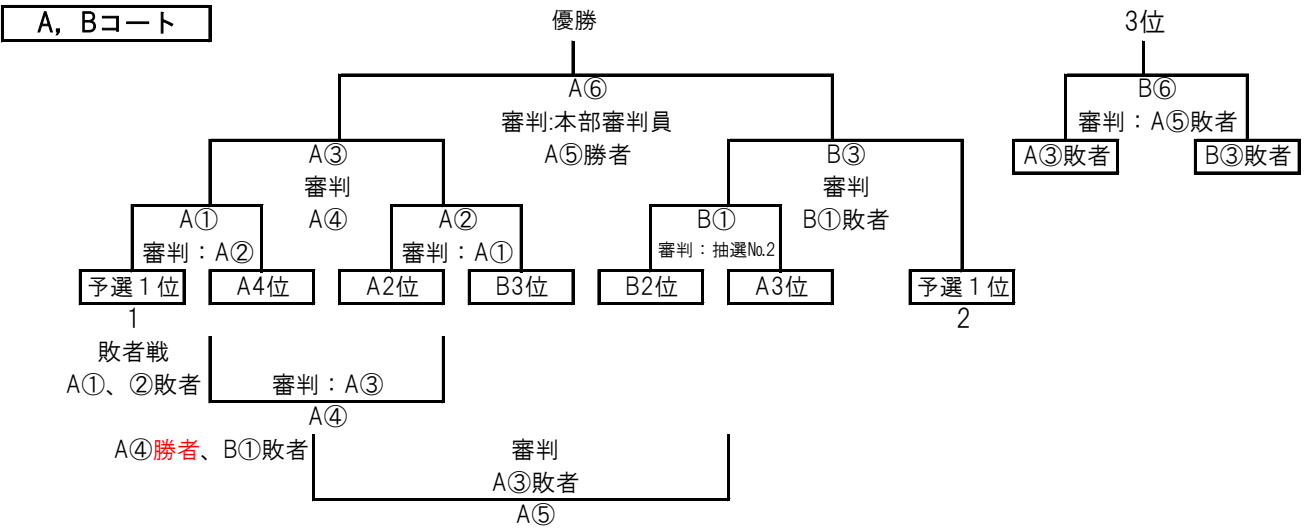 A, Bコート
優勝
3位
A⑥
審判:本部審判員
A⑤勝者
B⑥
審判：A⑤敗者
A③敗者
B③敗者
A③
審判
A④
B③
審判
B①敗者
A①
審判：A②
A②
審判：A①
B①
審判：抽選№2
予選１位
A4位
A2位
B3位
B2位
A3位
予選１位
1
2
敗者戦
A①、②敗者
審判：A③
A④
A④勝者、B①敗者
審判
A③敗者
A⑤